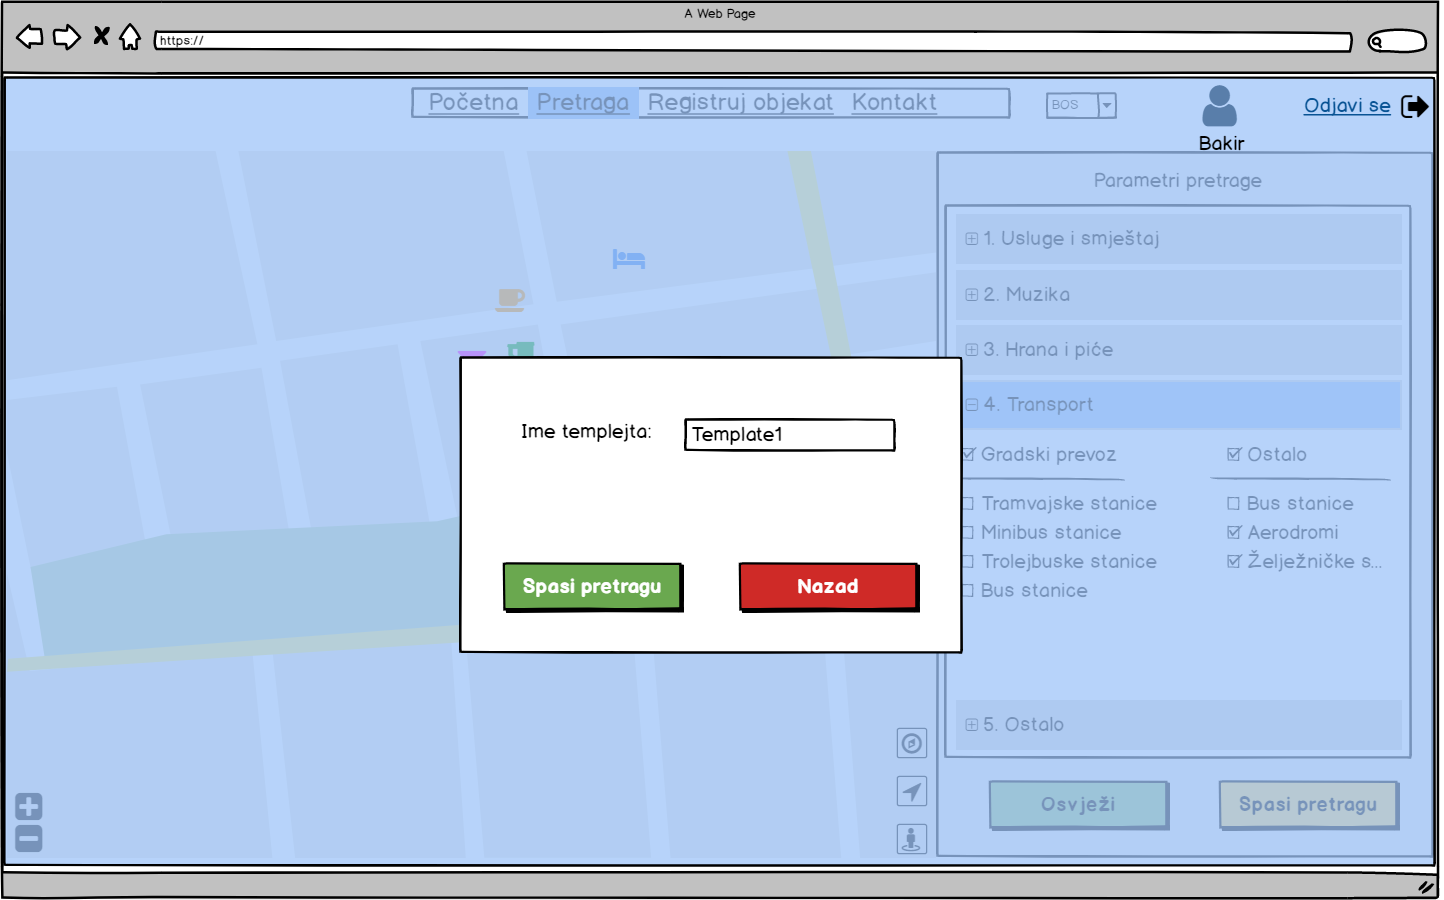 A Web Page
https://
Početna Pretraga Registruj objekat Kontakt
BOS
Odjavi se
Bakir
Parametri pretrage
1. Usluge i smještaj
2. Muzika
3. Hrana i piće
4. Transport
Gradski prevoz
Ostalo
Tramvajske stanice
Bus stanice
Minibus stanice
Aerodromi
Trolejbuske stanice
Željezničke s...
Bus stanice
5. Ostalo
Osvježi
Spasi pretragu
Ime templejta:
Template1
Spasi pretragu
Nazad